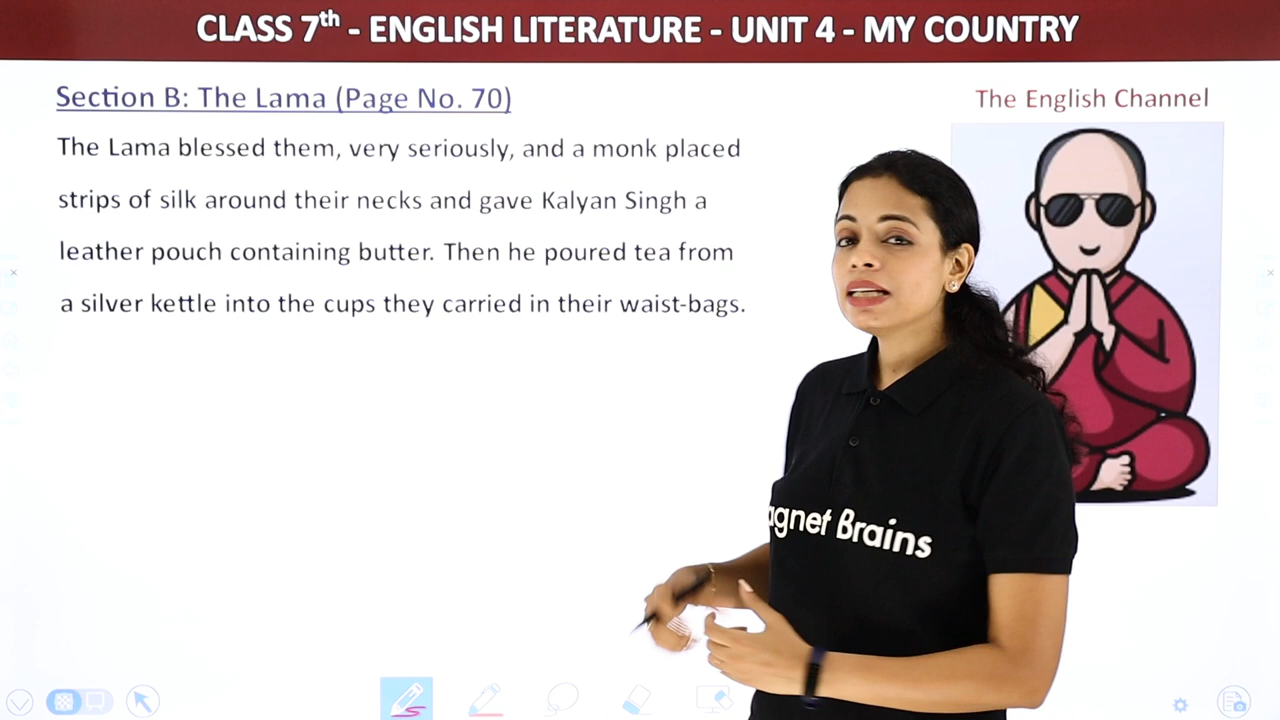 CLASS 7th - ENGLISH LITERATURE - UNIT 4 - MY COUNTRY
Section B: The Lama (Page No. 70)
The English Channel
The Lama blessed them, very seriously, and a monk placed
strips of silk around their necks and gave Kalyan Singh a
leather pouch containing butter. Then he poured tea from
a silver kettle into the cups they carried in their waist-bags.
agnet Brains